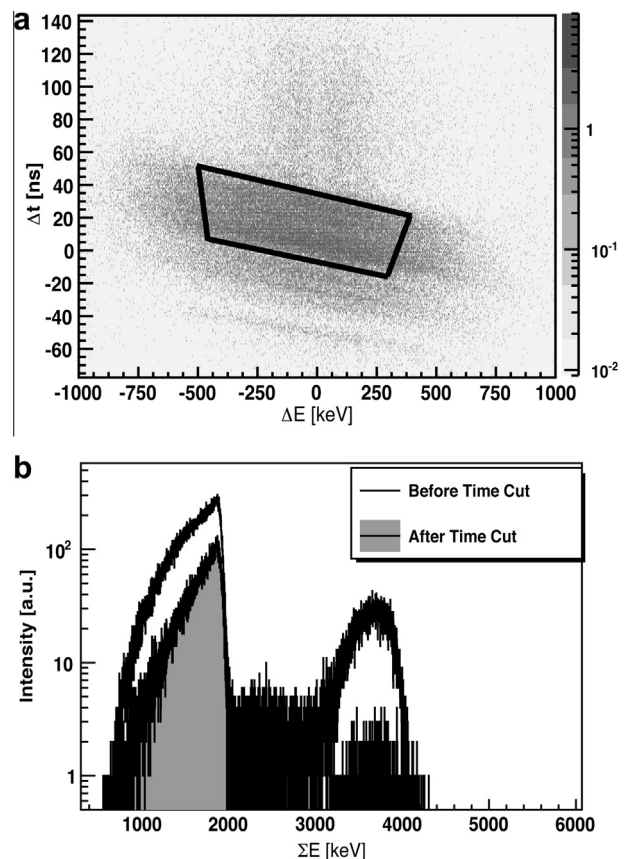 a
140
120
100
80
60
40
20
0
-20
-40
-60
Δt [ns]
-1000 -750 -500 -250 0 250 500 750 1000
ΔE [keV]
1
10⁻¹
10⁻²
b
Before Time Cut
After Time Cut
Intensity [a.u.]
10²
10
1
1000 2000 3000 4000 5000 6000
ΣE [keV]